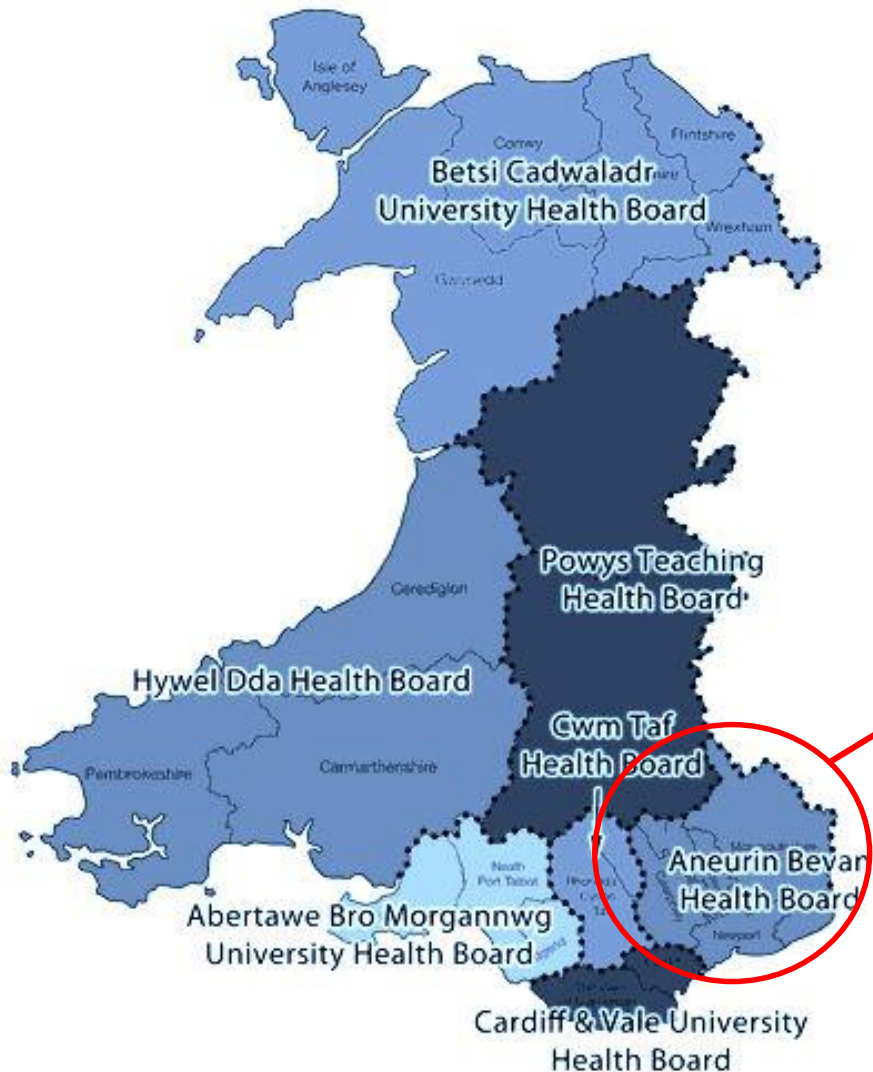 Isle of
Anglesey
Flintshire
Conwy
Betsi Cadwaladr
University Health Board
Wrexham
Gwynedd
Powys Teaching
Health Board
Ceredigion
Hywel Dda Health Board
Cwm Taf
Health Board
Pembrokeshire
Carmarthenshire
Neath
Port Talbot
Aneurin Bevan
Health Board
Abertawe Bro Morgannwg
University Health Board
Newport
Cardiff & Vale University
Health Board